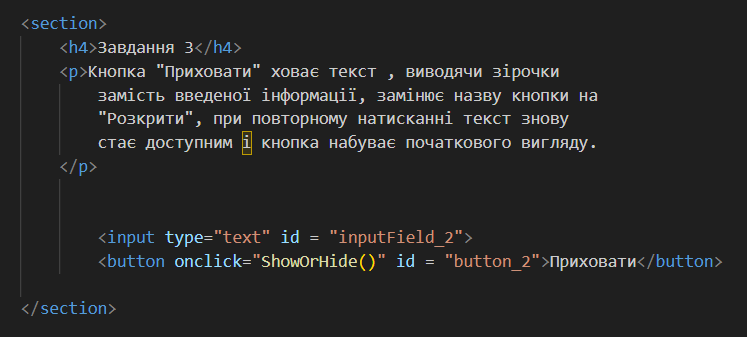 <section>
<h4>Завдання 3</h4>
<p>Кнопка "Приховати" ховає текст , виводячи зірочки
замість введеної інформації, замінює назву кнопки на
"Розкрити", при повторному натисканні текст знову
стає доступним і кнопка набуває початкового вигляду.
</p>
<input type="text" id = "inputField_2">
<button onclick="ShowOrHide()" id = "button_2">Приховати</button>
</section>